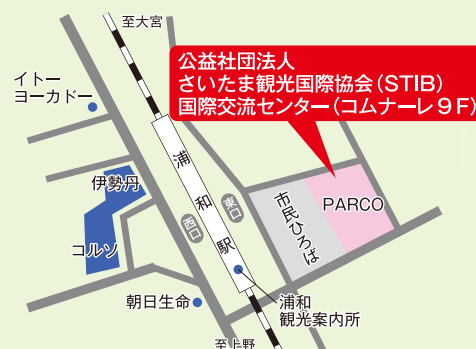 至大宮
公益社団法人
さいたま観光国際協会(STIB)
国際交流センター(コムナーレ9F)
イトー
ヨーカドー
浦和駅
伊勢丹
西口
東口
市民ひろば
PARCO
コルソ
朝日生命
浦和
観光案内所
至上野